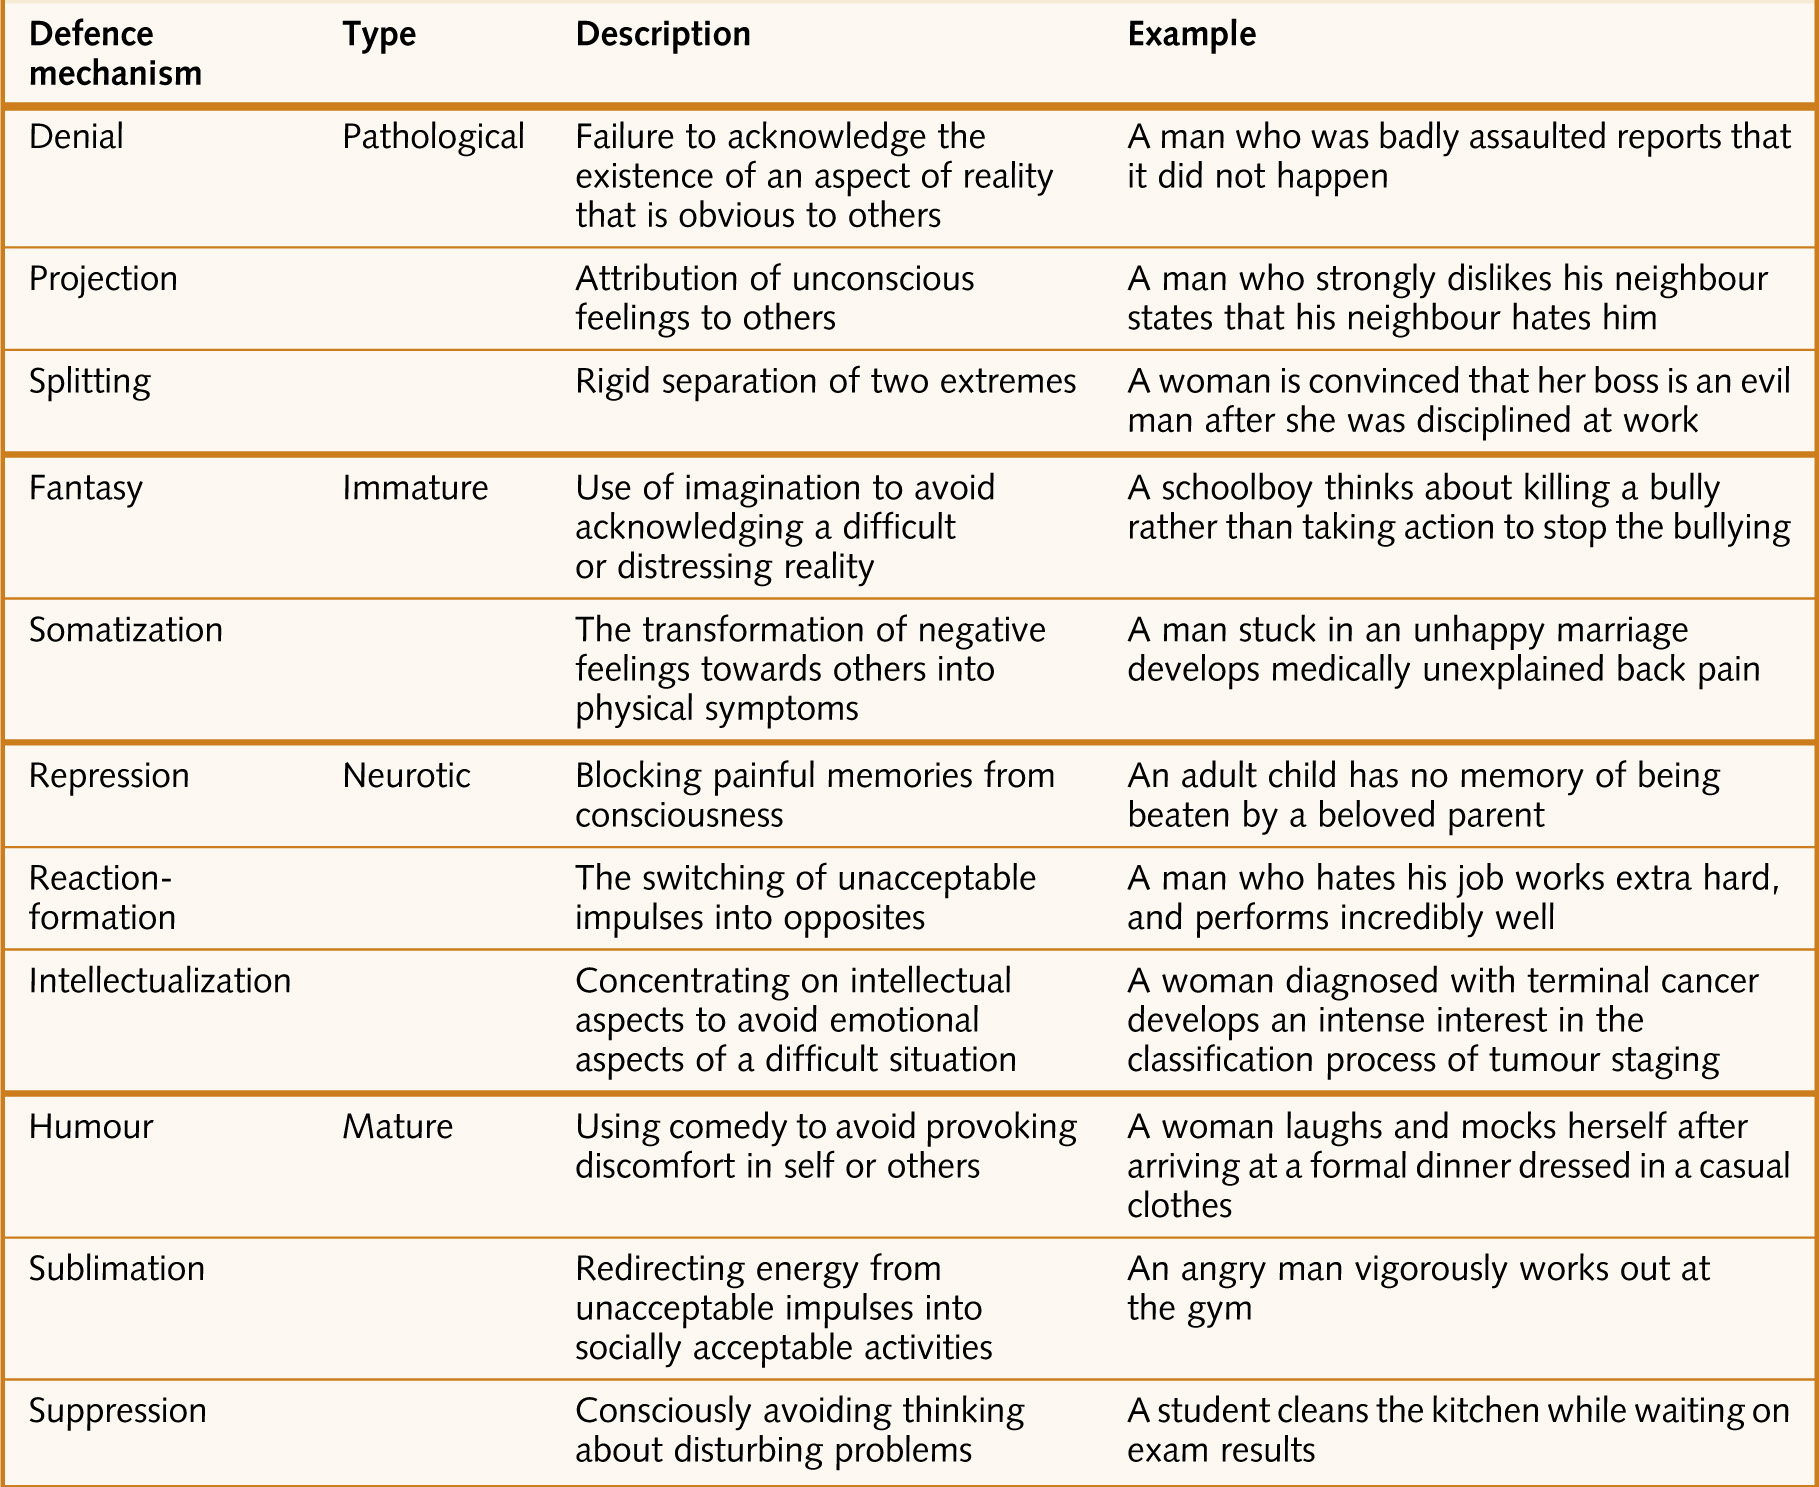 Defence mechanism | Type | Description | Example
Denial | Pathological | Failure to acknowledge the existence of an aspect of reality that is obvious to others | A man who was badly assaulted reports that it did not happen
Projection | Attribution of unconscious feelings to others | A man who strongly dislikes his neighbour states that his neighbour hates him
Splitting | Rigid separation of two extremes | A woman is convinced that her boss is an evil man after she was disciplined at work
Fantasy | Immature | Use of imagination to avoid acknowledging a difficult or distressing reality | A schoolboy thinks about killing a bully rather than taking action to stop the bullying
Somatization | The transformation of negative feelings towards others into physical symptoms | A man stuck in an unhappy marriage develops medically unexplained back pain
Repression | Neurotic | Blocking painful memories from consciousness | An adult child has no memory of being beaten by a beloved parent
Reaction-formation | The switching of unacceptable impulses into opposites | A man who hates his job works extra hard, and performs incredibly well
Intellectualization | Concentrating on intellectual aspects to avoid emotional aspects of a difficult situation | A woman diagnosed with terminal cancer develops an intense interest in the classification process of tumour staging
Humour | Mature | Using comedy to avoid provoking discomfort in self or others | A woman laughs and mocks herself after arriving at a formal dinner dressed in a casual clothes
Sublimation | Redirecting energy from unacceptable impulses into socially acceptable activities | An angry man vigorously works out at the gym
Suppression | Consciously avoiding thinking about disturbing problems | A student cleans the kitchen while waiting on exam results